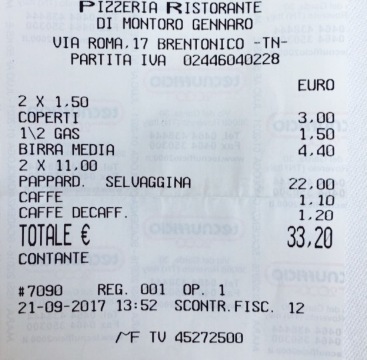 PIZZERIA RISTORANTE
DI MONTORO GENNARO
VIA ROMA,17 BRENTONICO -TN-
PARTITA IVA 02446040228
EURO
2 X 1,50
COPERTI 3,00
1\2 GAS 1,50
BIRRA MEDIA 4,40
2 X 11,00
PAPPARD. SELVAGGINA 22,00
CAFFE 1,10
CAFFE DECAFF. 1,20
TOTALE € 33,20
CONTANTE
#7090 REG. 001 OP. 1
21-09-2017 13:52 SCONTR.FISC. 12
MF TV 45272500